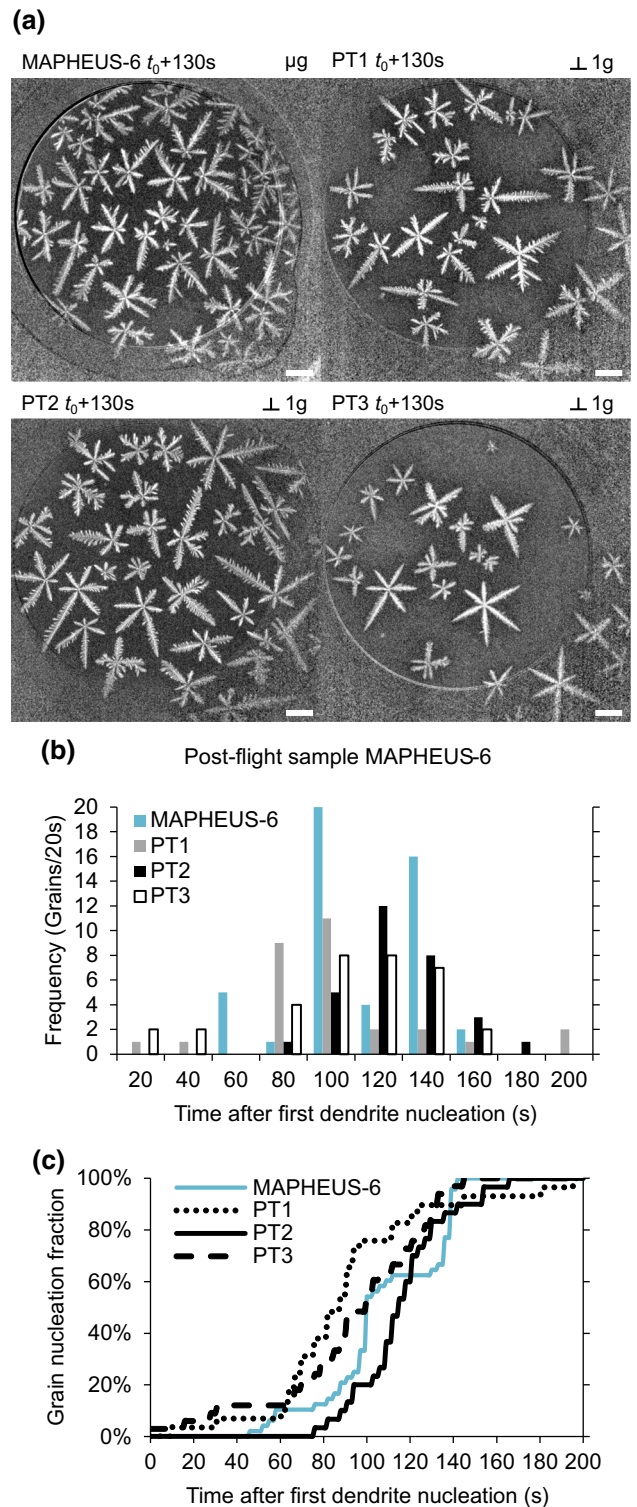 (a)
MAPHEUS-6 t0+130s µg PT1 t0+130s ⊥ 1g
PT2 t0+130s ⊥ 1g PT3 t0+130s ⊥ 1g
(b) Post-flight sample MAPHEUS-6
Frequency (Grains/20s)
20
18
16
14
12
10
8
6
4
2
0
MAPHEUS-6
PT1
PT2
PT3
20 40 60 80 100 120 140 160 180 200
Time after first dendrite nucleation (s)
(c)
Grain nucleation fraction
100%
80%
60%
40%
20%
0%
MAPHEUS-6
PT1
PT2
PT3
0 20 40 60 80 100 120 140 160 180 200
Time after first dendrite nucleation (s)